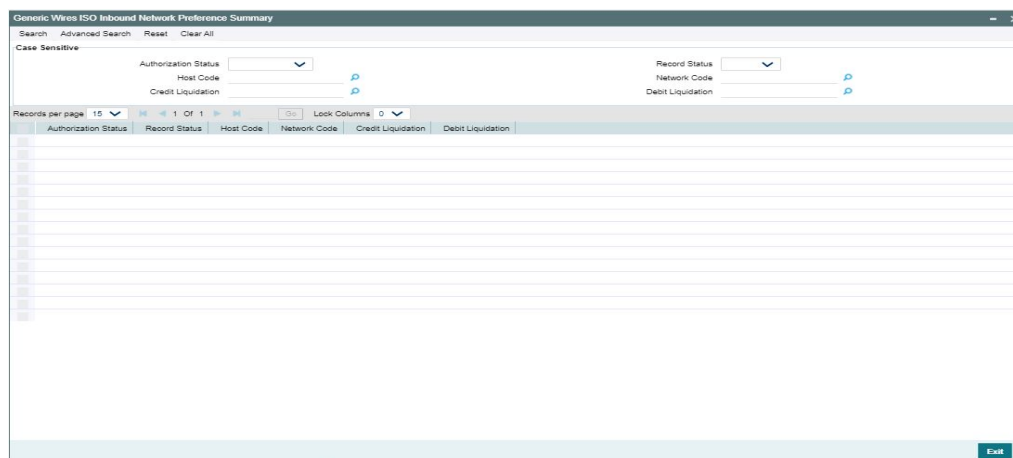 Generic Wires ISO Inbound Network Preference Summary
Search Advanced Search Reset Clear All
Case Sensitive
Authorization Status Record Status
Host Code Network Code
Credit Liquidation Debit Liquidation
Records per page 15 1 Of 1 Go Lock Columns 0
Authorization Status Record Status Host Code Network Code Credit Liquidation Debit Liquidation
Exit